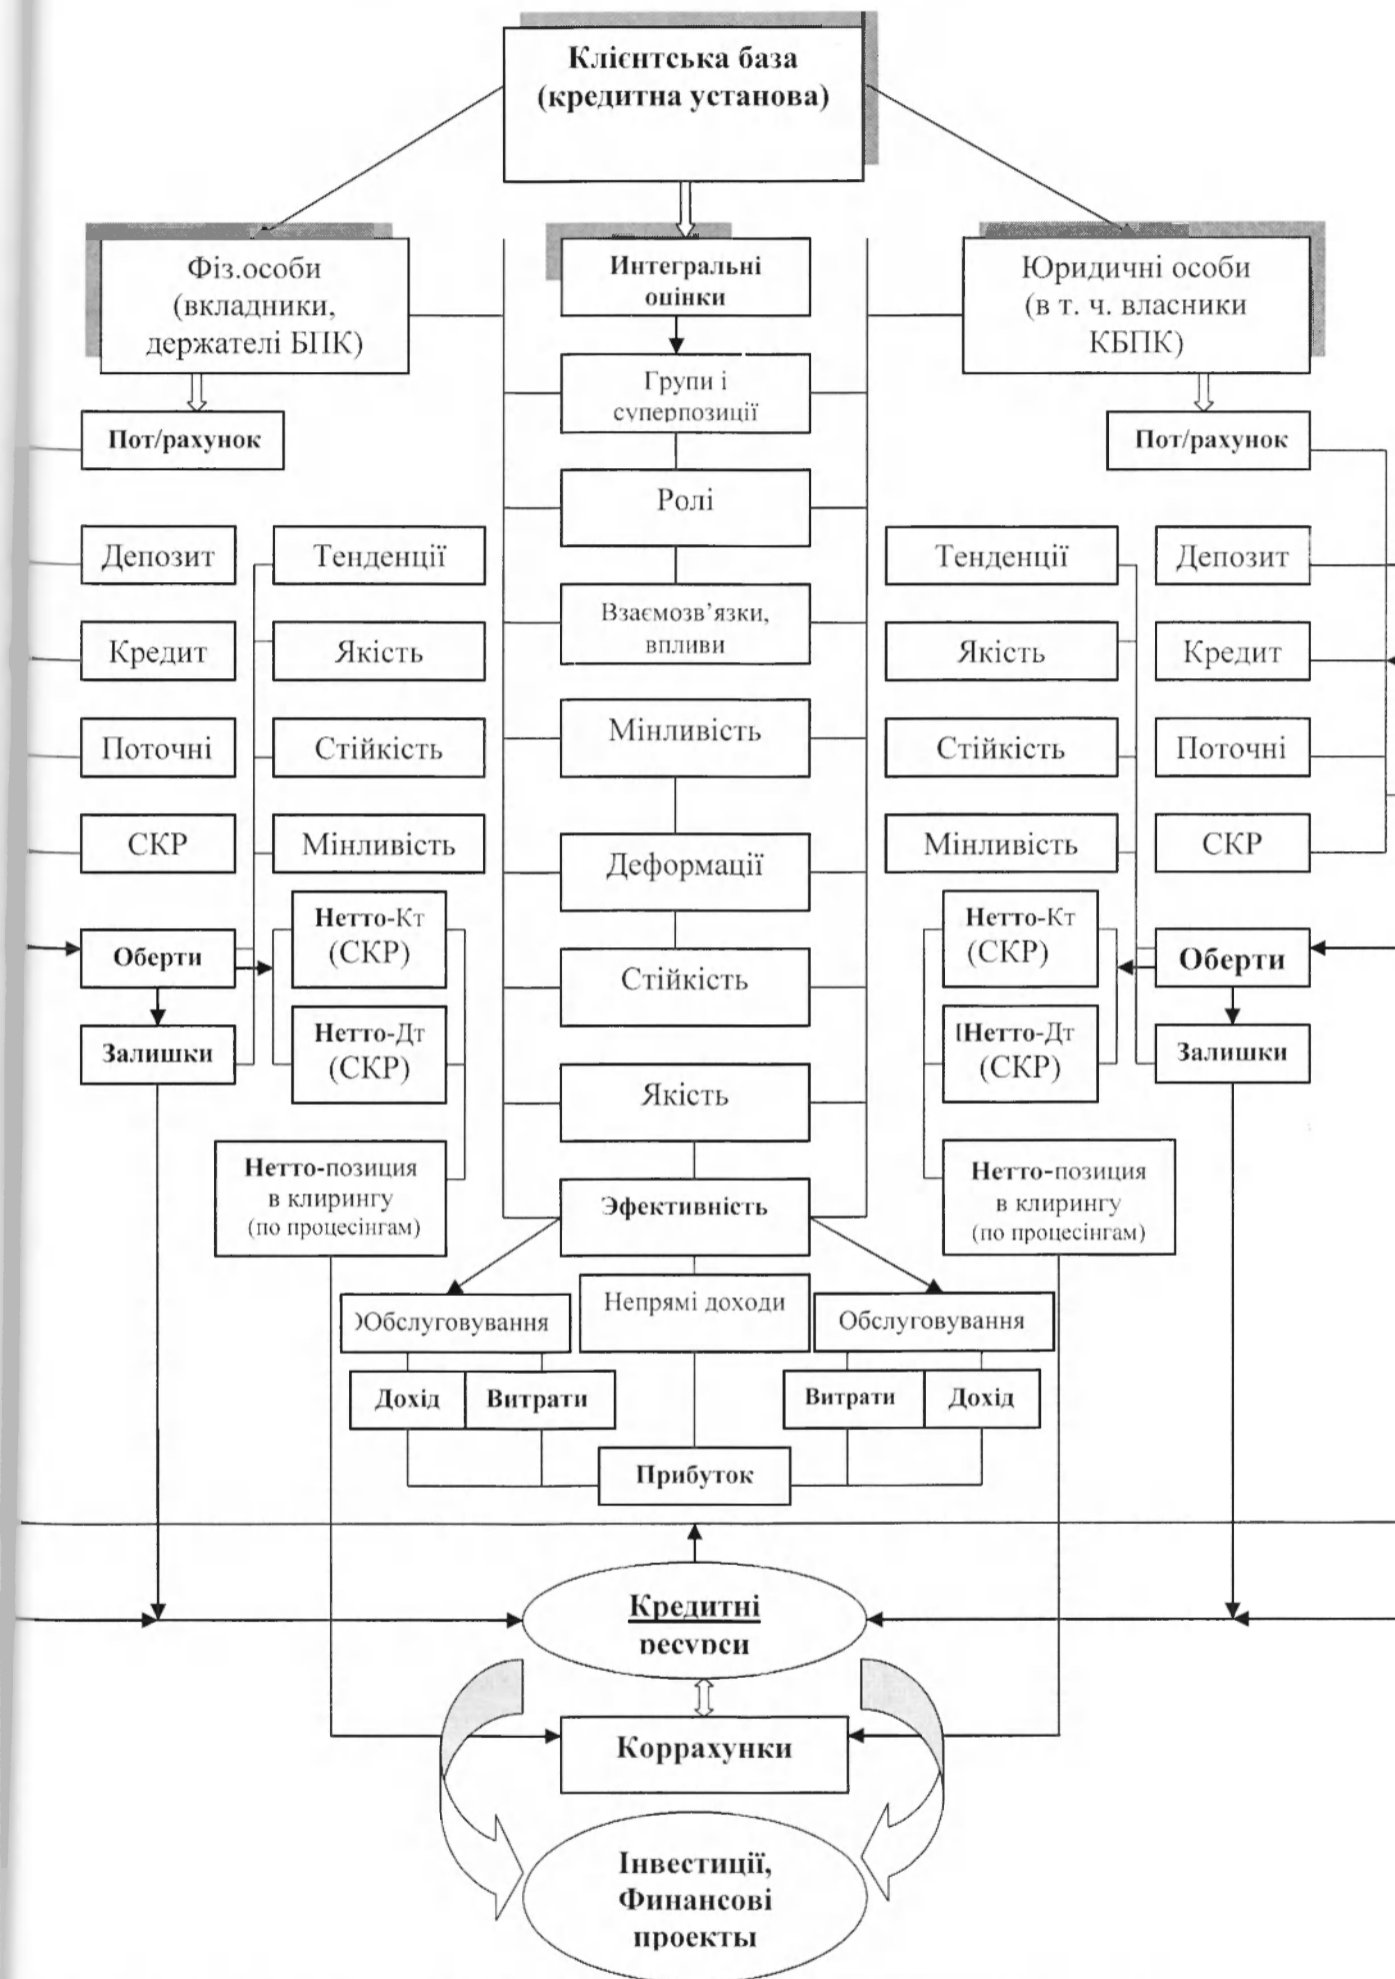 Клієнтська база
(кредитна установа)
Фіз.особи
(вкладники,
держателі БПК)
Интегральні
оцінки
Юридичні особи
(в т. ч. власники
КБПК)
Групи і
суперпозиції
Пот/рахунок
Пот/рахунок
Ролі
Депозит
Тенденції
Тенденції
Депозит
Взаємозв’язки,
впливи
Кредит
Якість
Якість
Кредит
Мінливість
Поточні
Стійкість
Стійкість
Поточні
СКР
Мінливість
Деформації
Мінливість
СКР
Нетто-Кт
(СКР)
Нетто-Кт
(СКР)
Оберти
Стійкість
Оберти
Нетто-Дт
(СКР)
ІНетто-Дт
(СКР)
Залишки
Залишки
Якість
Нетто-позиция
в клирингу
(по процесінгам)
Эфективність
Нетто-позиция
в клирингу
(по процесінгам)
Непрямі доходи
Ͻ Обслуговування
Обслуговування
Дохід
Витрати
Витрати
Дохід
Прибуток
Кредитні
ресурси
Коррахунки
Інвестиції,
Финансові
проекты